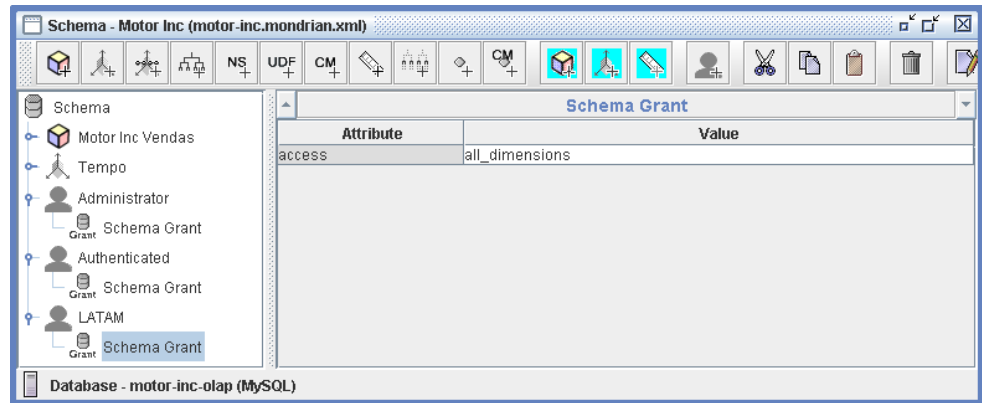 Schema - Motor Inc (motor-inc.mondrian.xml)
NS UDF CM CM
Schema
Schema Grant
Motor Inc Vendas
Attribute Value
access all_dimensions
Tempo
Administrator
Grant Schema Grant
Authenticated
Grant Schema Grant
LATAM
Grant Schema Grant
Database - motor-inc-olap (MySQL)